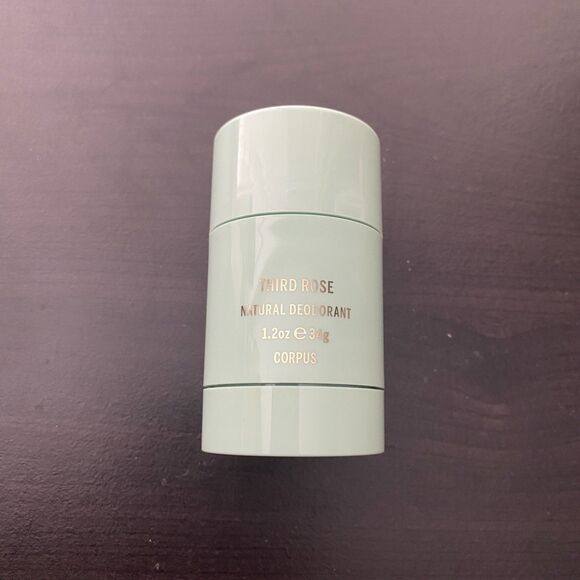 THIRD ROSE
NATURAL DEODORANT
1.2oz ℮ 34g
CORPUS